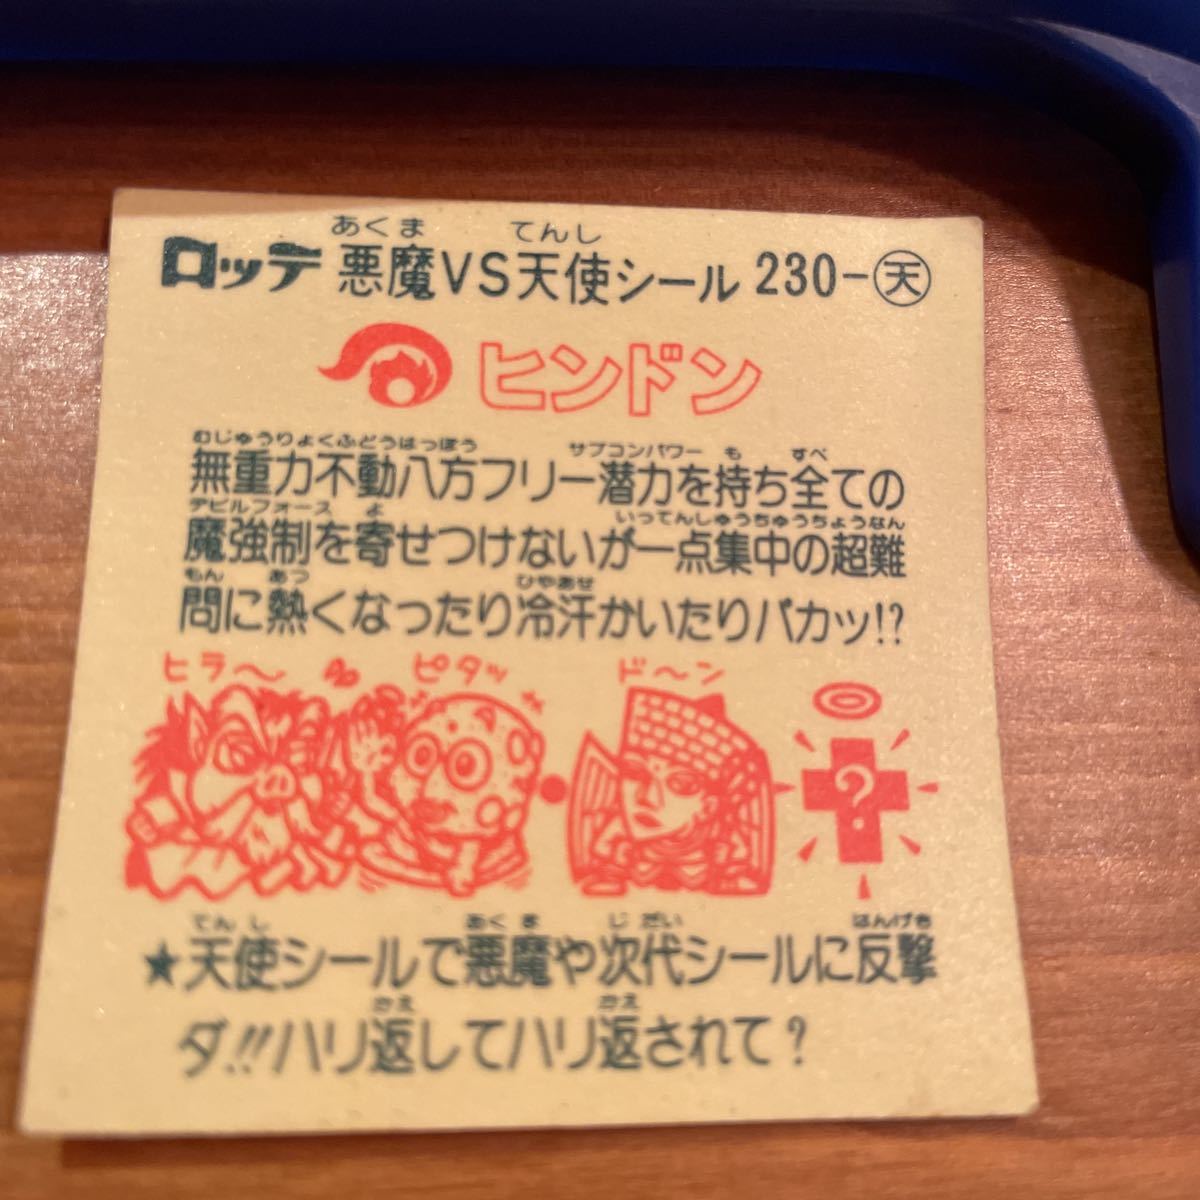 あくま てんし
ロッテ 悪魔VS天使シール 230-天
ヒンドン
むじゅうりょくふどうはっぽう サブコンパワー も すべ
無重力不動八方フリー潜力を持ち全ての
デビルフォース よ いってんしゅうちゅうちょうなん
魔強制を寄せつけないが一点集中の超難
もん あつ ひやあせ
問に熱くなったり冷汗かいたりパカッ!?
ヒラ〜 ピタッ ド〜ン
?
てんし あくま じだい はんげき
★天使シールで悪魔や次代シールに反撃
かえ かえ
ダ!!ハリ返してハリ返されて?